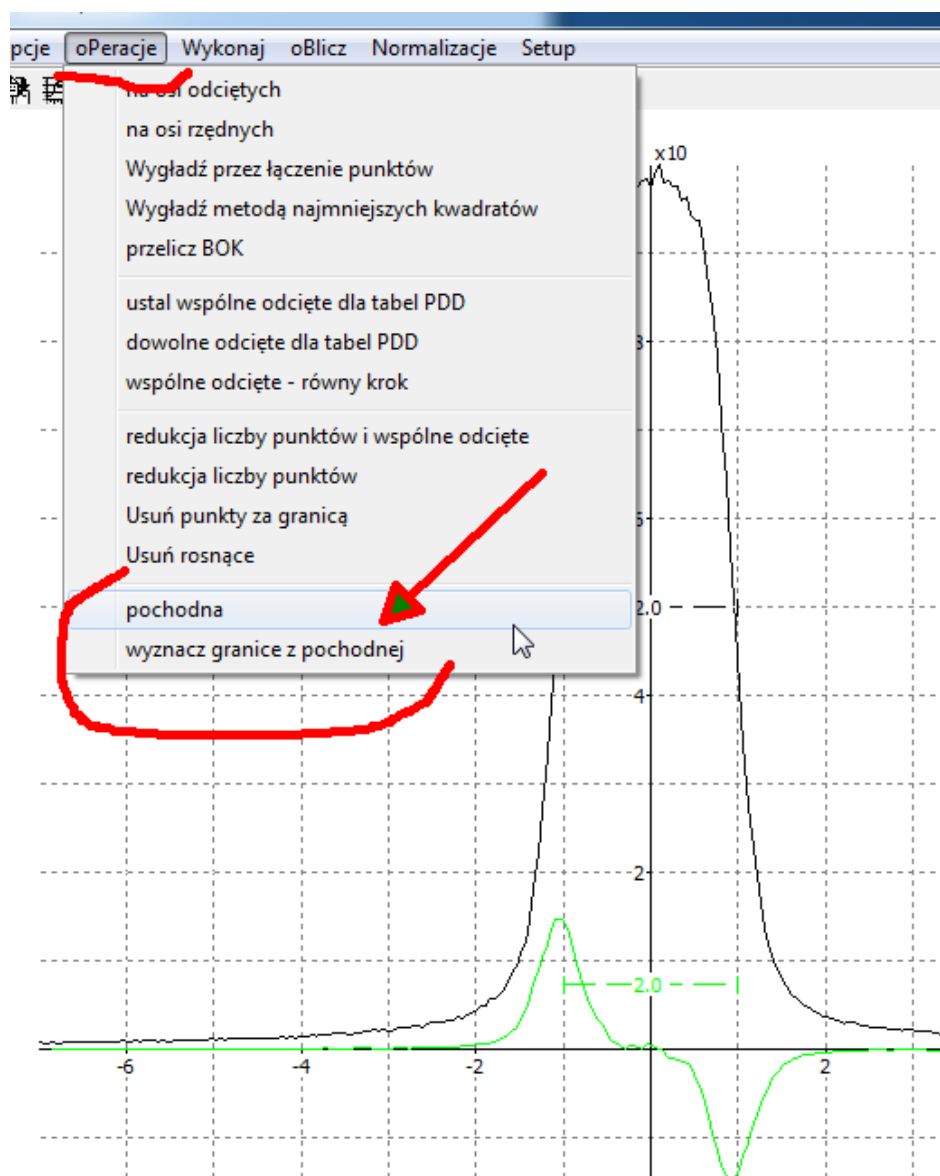 pcje oPeracje Wykonaj oBlicz Normalizacje Setup
na osi odciętych
na osi rzędnych
Wygładź przez łączenie punktów
Wygładź metodą najmniejszych kwadratów
przelicz BOK
ustal wspólne odcięte dla tabel PDD
dowolne odcięte dla tabel PDD
wspólne odcięte - równy krok
redukcja liczby punktów i wspólne odcięte
redukcja liczby punktów
Usuń punkty za granicą
Usuń rosnące
pochodna
wyznacz granice z pochodnej
x10
2.0
4
2
2.0
-6 -4 -2 2